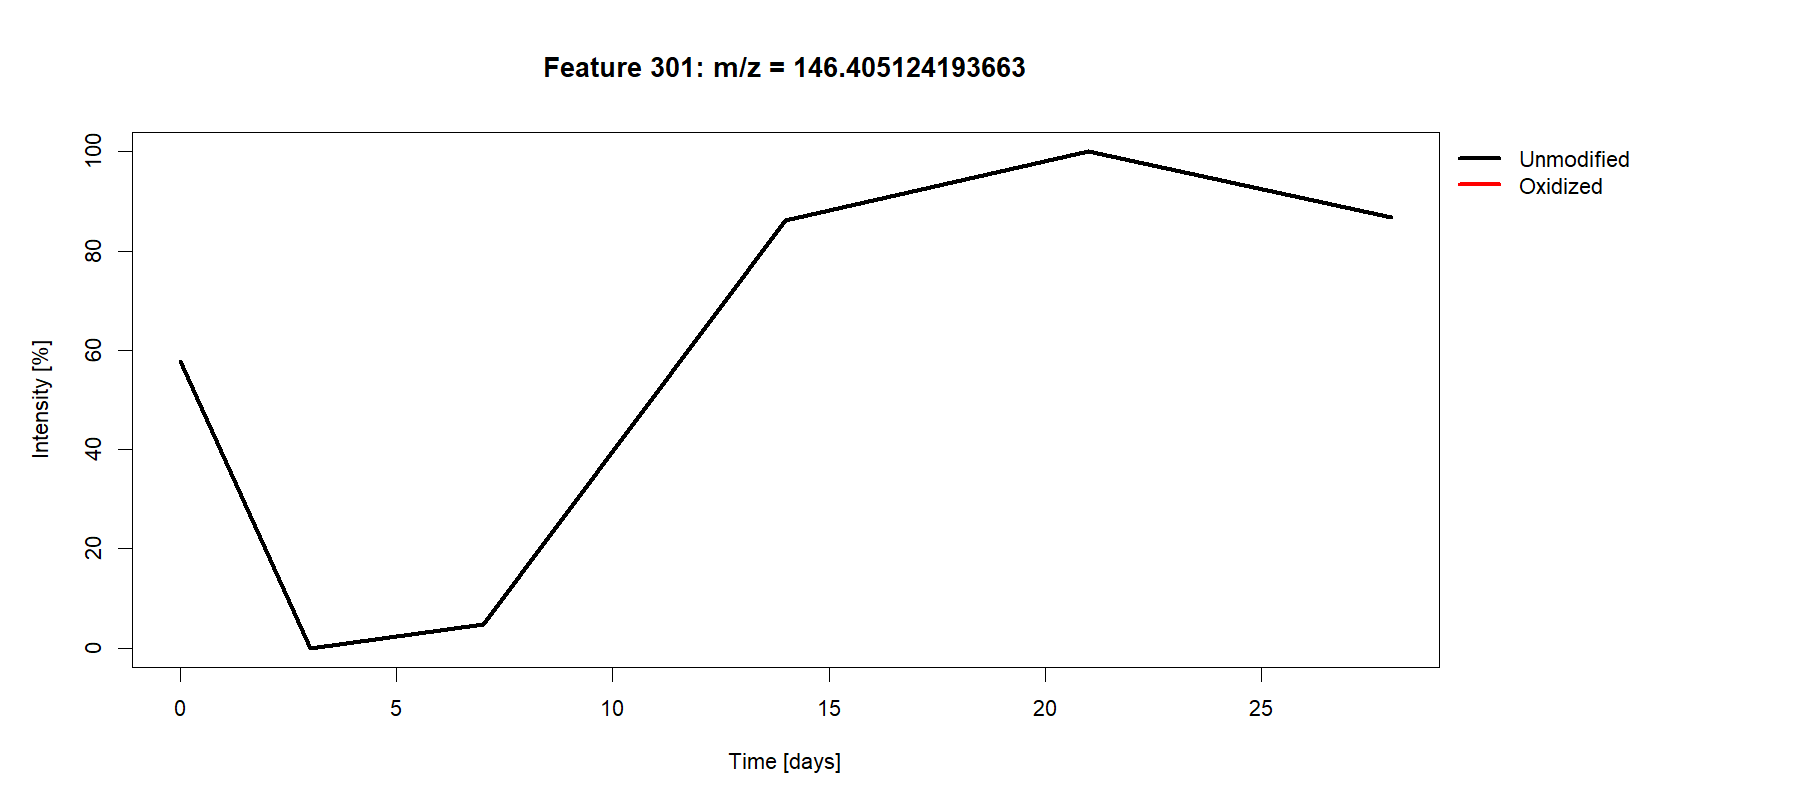 Feature 301: m/z = 146.405124193663
Unmodified
Oxidized
Intensity [%]
100
80
60
40
20
0
0 5 10 15 20 25
Time [days]